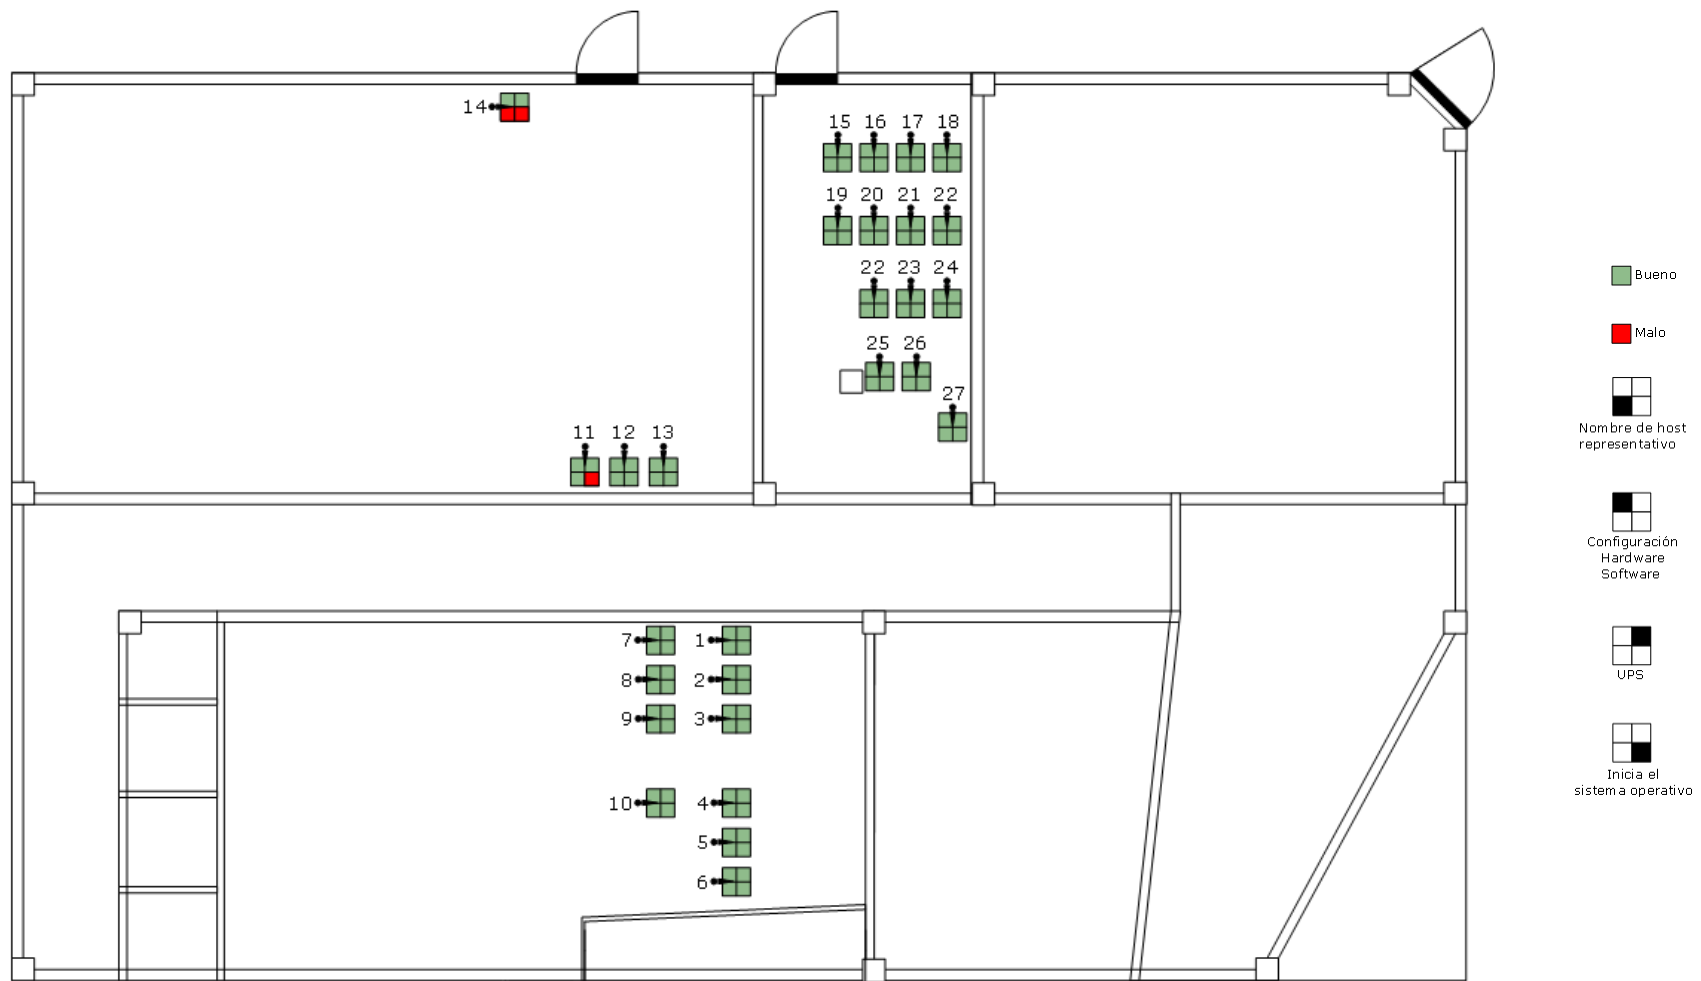 14
15 16 17 18
19 20 21 22
22 23 24
25 26
27
11 12 13
7 1
8 2
9 3
10 4
5
6
Bueno
Malo
Nombre de host
representativo
Configuración
Hardware
Software
UPS
Inicia el
sistema operativo